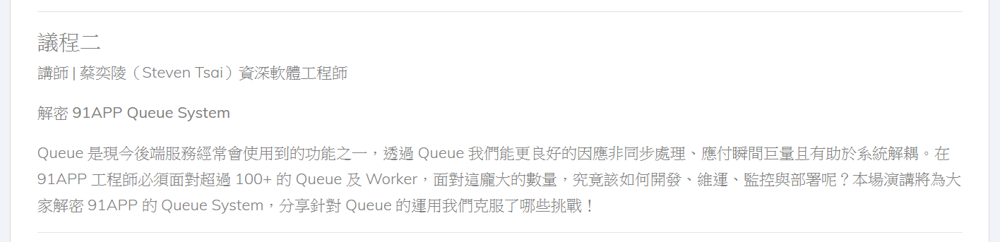 議程二
講師 | 蔡奕陵（Steven Tsai）資深軟體工程師
解密 91APP Queue System
Queue 是現今後端服務經常會使用到的功能之一，透過 Queue 我們能更良好的因應非同步處理、應付瞬間巨量且有助於系統解耦。在
91APP 工程師必須面對超過 100+ 的 Queue 及 Worker，面對這龐大的數量，究竟該如何開發、維運、監控與部署呢？本場演講將為大
家解密 91APP 的 Queue System，分享針對 Queue 的運用我們克服了哪些挑戰！